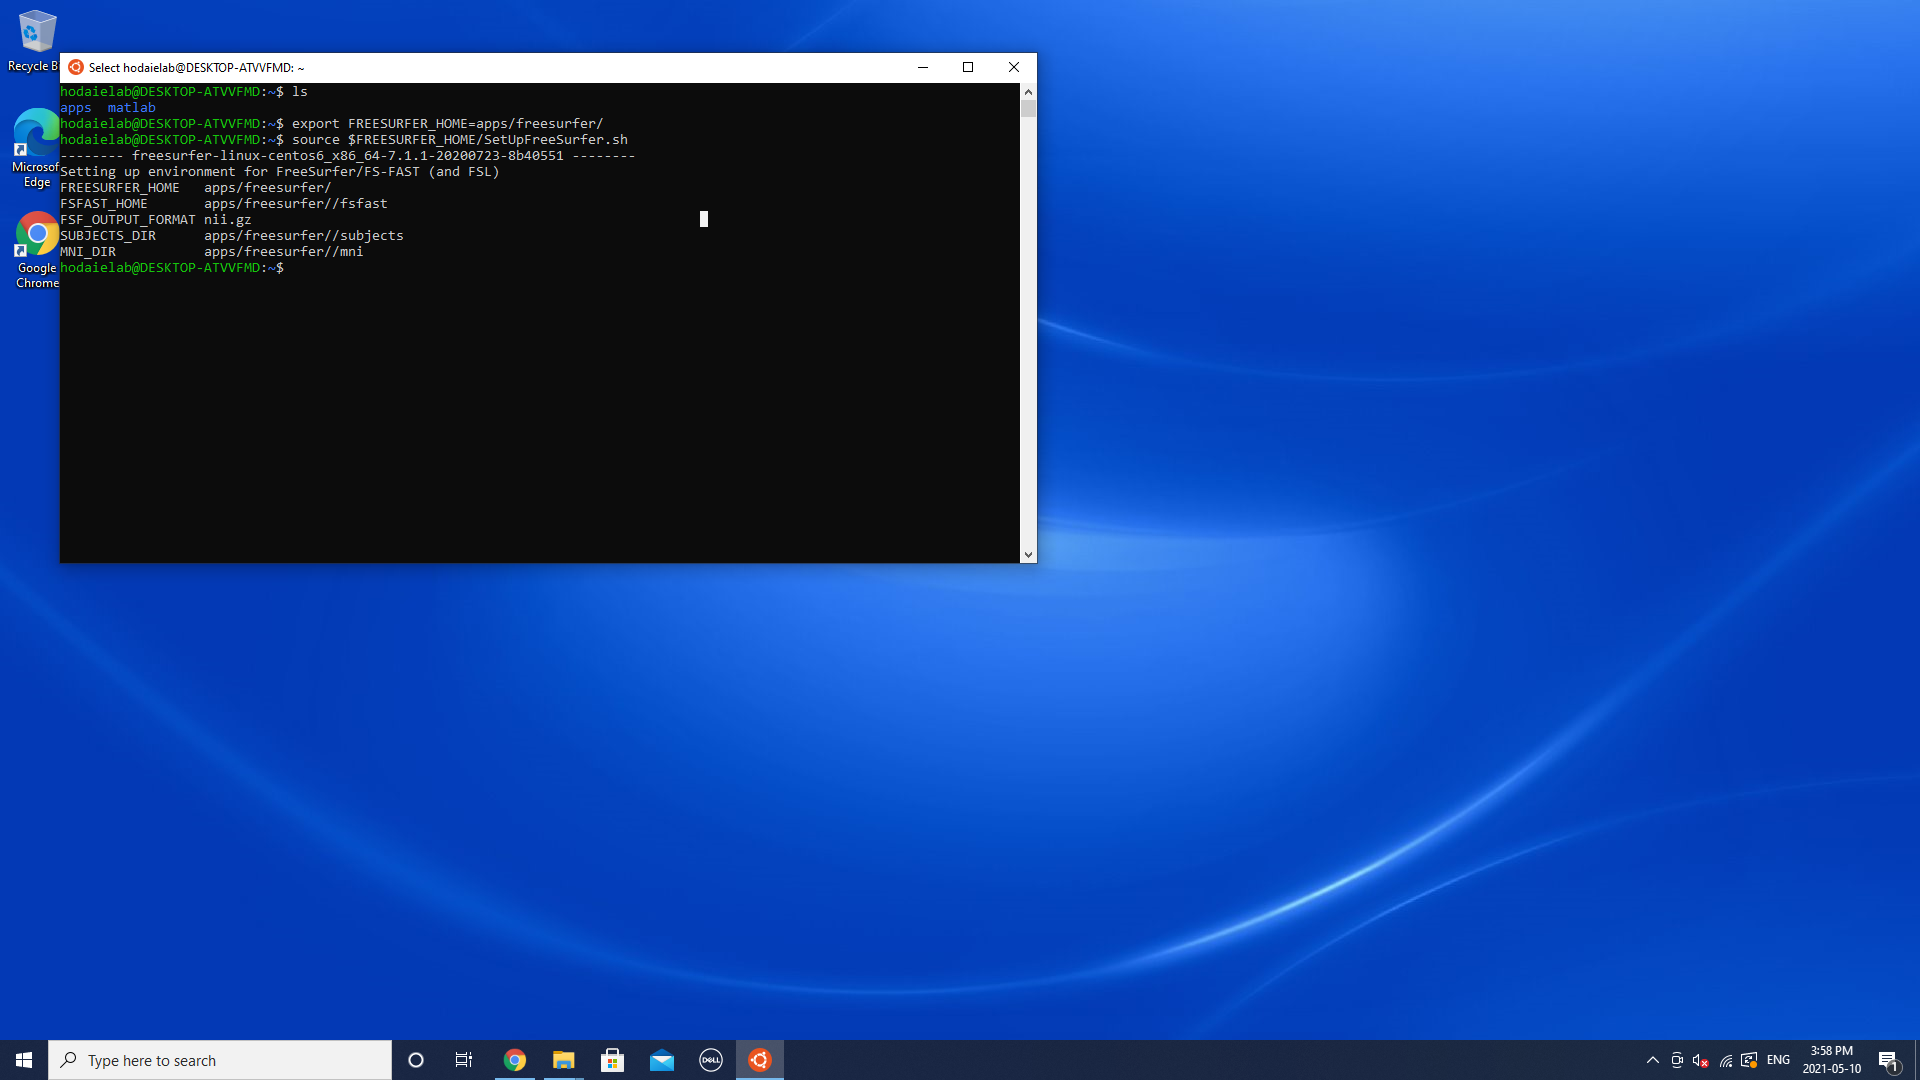 Recycle B
Microsof
Edge
Google
Chrome
Select hodaielab@DESKTOP-ATVVFMD: ~
hodaielab@DESKTOP-ATVVFMD:~$ ls
apps  matlab
hodaielab@DESKTOP-ATVVFMD:~$ export FREESURFER_HOME=apps/freesurfer/
hodaielab@DESKTOP-ATVVFMD:~$ source $FREESURFER_HOME/SetUpFreeSurfer.sh
-------- freesurfer-linux-centos6_x86_64-7.1.1-20200723-8b40551 --------
Setting up environment for FreeSurfer/FS-FAST (and FSL)
FREESURFER_HOME   apps/freesurfer/
FSFAST_HOME       apps/freesurfer//fsfast
FSF_OUTPUT_FORMAT nii.gz
SUBJECTS_DIR      apps/freesurfer//subjects
MNI_DIR           apps/freesurfer//mni
hodaielab@DESKTOP-ATVVFMD:~$
Type here to search
DELL
ENG
3:58 PM
2021-05-10
1